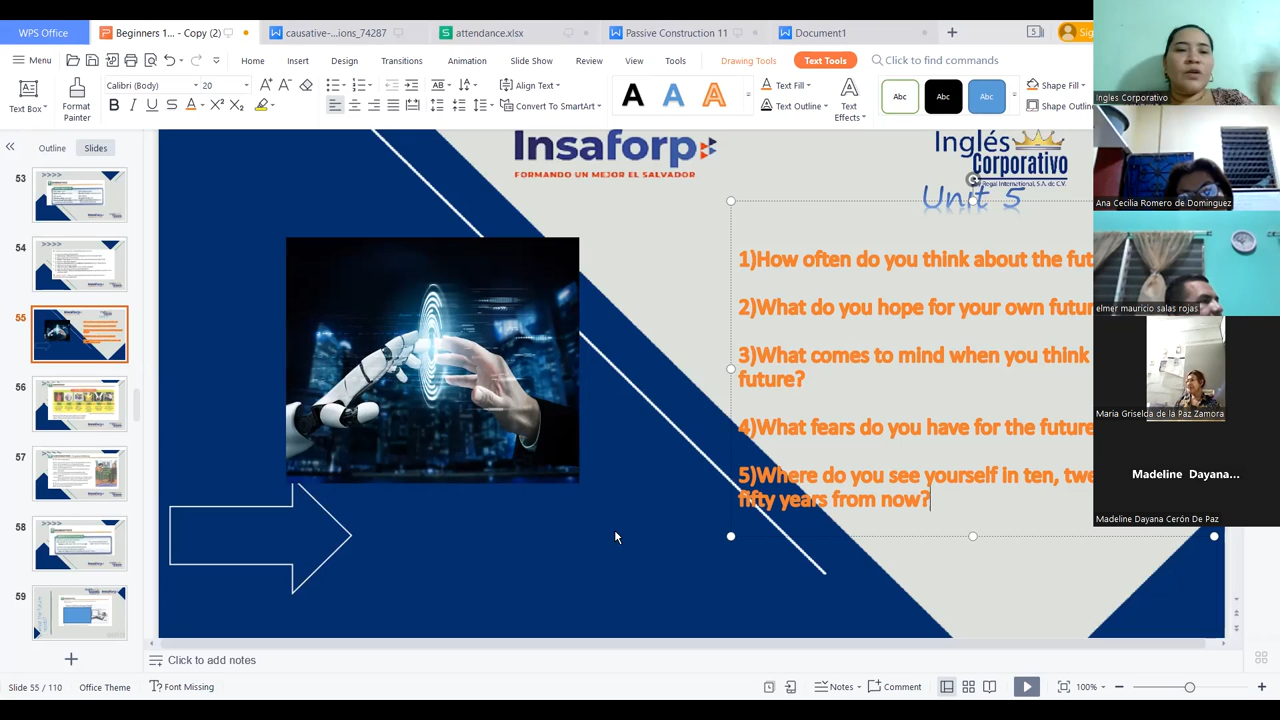 WPS Office
Beginners 1... - Copy (2)
causative-...ions_74287
attendance.xlsx
Passive Construction 11
Document1
Menu
Home
Insert
Design
Transitions
Animation
Slide Show
Review
View
Tools
Drawing Tools
Text Tools
Click to find commands
Text Box
Format
Painter
Calibri (Body)
20
Align Text
Convert To SmartArt
Text Fill
Text Outline
Text
Effects
Abc
Abc
Abc
Shape Fill
Shape Outline
Outline
Slides
53
54
55
56
57
58
59
Insaforp
FORMANDO UN MEJOR EL SALVADOR
Inglés
Corporativo
by Regal International, S.A. de C.V.
Unit 5
1)How often do you think about the fut
2)What do you hope for your own futur
3)What comes to mind when you think
future?
4)What fears do you have for the future
5)Where do you see yourself in ten, twe
fifty years from now?
Ingles Corporativo
Ana Cecilia Romero de Dominguez
elmer mauricio salas rojas
Maria Griselda de la Paz Zamora
Madeline Dayana...
Madeline Dayana Cerón De Paz
Click to add notes
Slide 55 / 110
Office Theme
Font Missing
Notes
Comment
100%